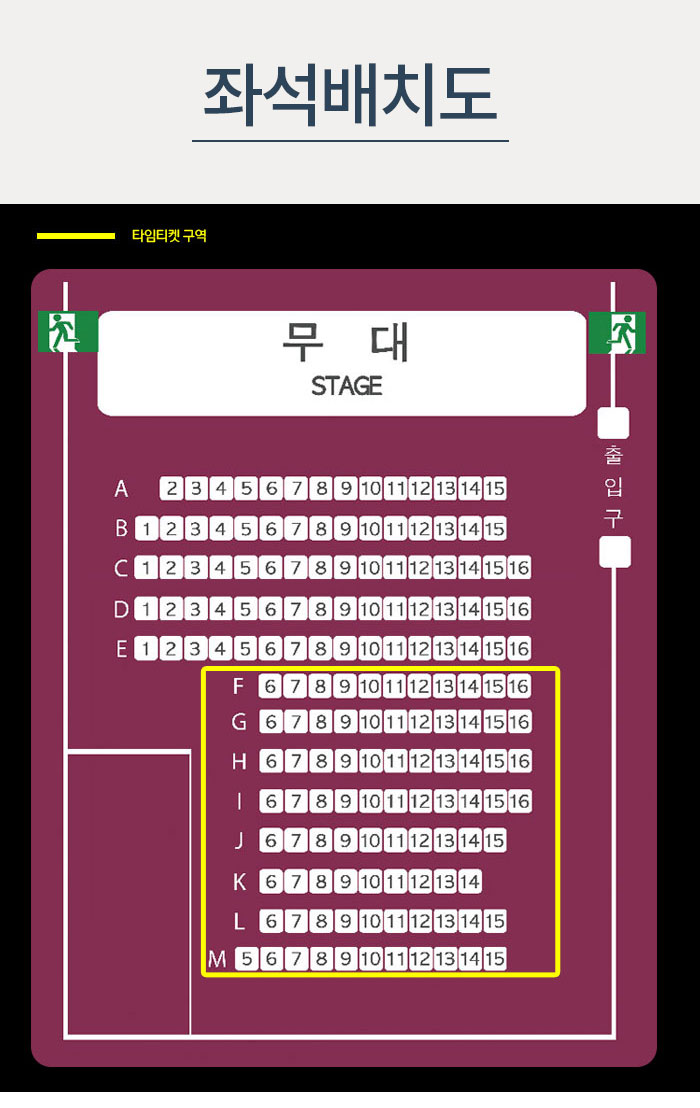 좌석배치도
타임티켓 구역
무 대
STAGE
출
입
구
A 2 3 4 5 6 7 8 9 10 11 12 13 14 15
B 1 2 3 4 5 6 7 8 9 10 11 12 13 14 15
C 1 2 3 4 5 6 7 8 9 10 11 12 13 14 15 16
D 1 2 3 4 5 6 7 8 9 10 11 12 13 14 15 16
E 1 2 3 4 5 6 7 8 9 10 11 12 13 14 15 16
F 6 7 8 9 10 11 12 13 14 15 16
G 6 7 8 9 10 11 12 13 14 15 16
H 6 7 8 9 10 11 12 13 14 15 16
I 6 7 8 9 10 11 12 13 14 15 16
J 6 7 8 9 10 11 12 13 14 15
K 6 7 8 9 10 11 12 13 14
L 6 7 8 9 10 11 12 13 14 15
M 5 6 7 8 9 10 11 12 13 14 15